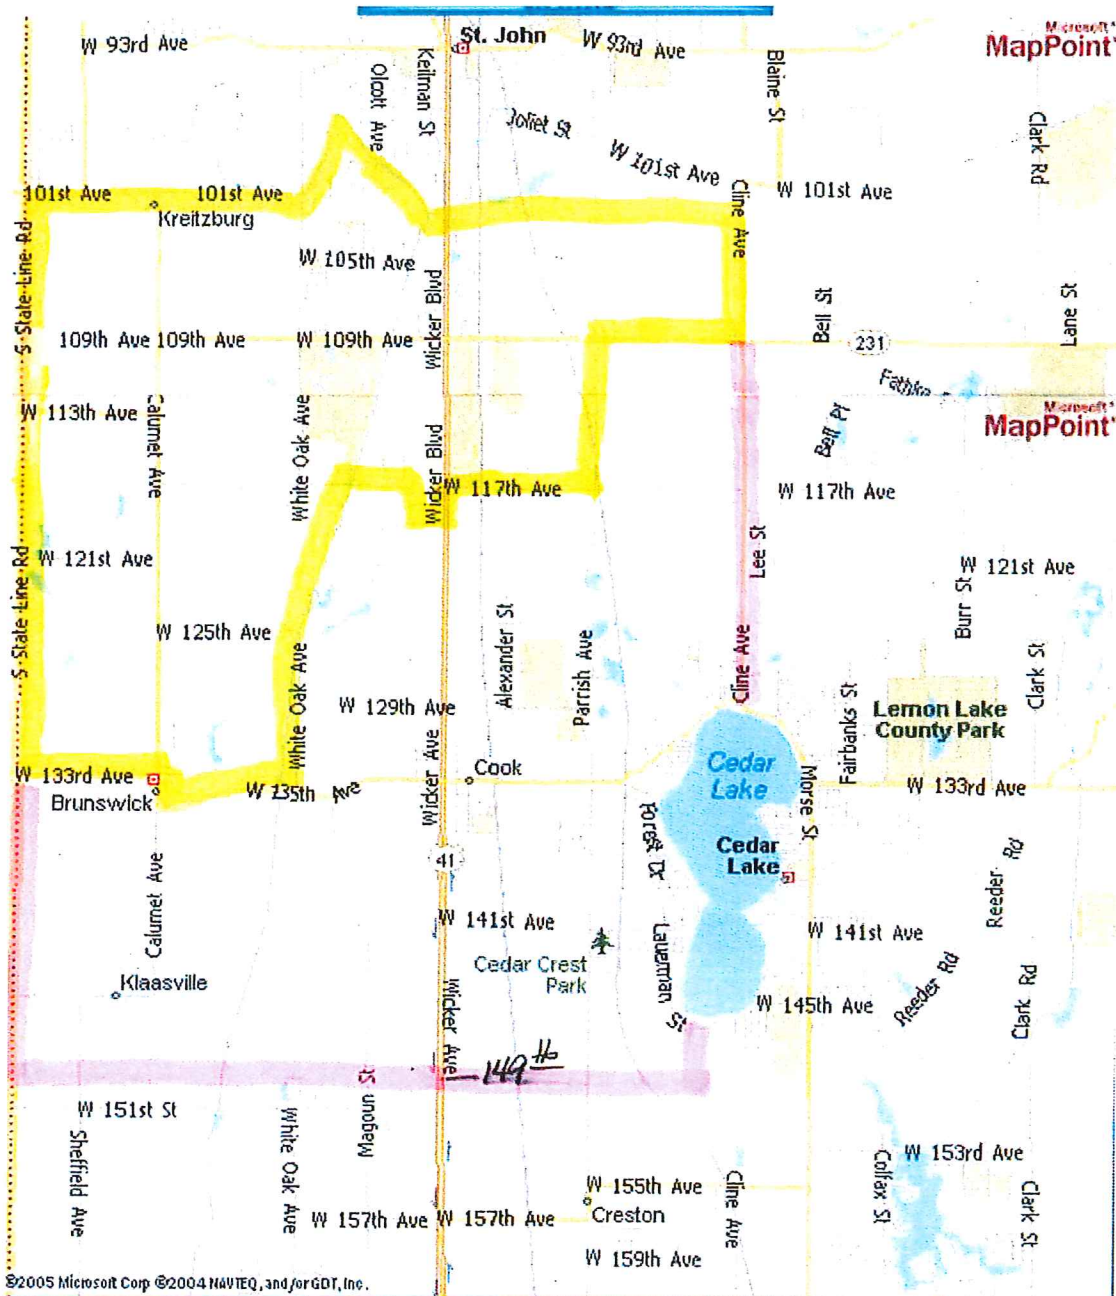 St. John
W 93rd Ave
W 93rd Ave
Microsoft
MapPoint
Keilman St
Olcott Ave
Blaine St
Joliet St
W 101st Ave
Clark Rd
101st Ave
101st Ave
W 101st Ave
Kreitzburg
Cline Ave
S State Line Rd
W 105th Ave
Wicker Blvd
Bell St
Lane St
109th Ave
109th Ave
W 109th Ave
231
Fathke
W 113th Ave
Calumet Ave
White Oak Ave
Wicker Blvd
Bell Pl
Microsoft
MapPoint
W 117th Ave
W 117th Ave
S State Line Rd
W 121st Ave
Lee St
W 121st Ave
Burr St
W 125th Ave
Alexander St
Parrish Ave
Cline Ave
Clark St
White Oak Ave
W 129th Ave
Fairbanks St
Lemon Lake
County Park
W 133rd Ave
Brunswick
W 135th Ave
Wicker Ave
Cook
Cedar
Lake
Morse St
W 133rd Ave
Forest Dr
Cedar
Lake
Reeder Rd
41
Calumet Ave
W 141st Ave
W 141st Ave
Cedar Crest
Park
Lauerman St
Klaasville
W 145th Ave
Reeder Rd
Clark Rd
Wicker Ave
149th
W 151st St
Magoun St
White Oak Ave
Sheffield Ave
W 153rd Ave
Colfax St
Clark St
W 155th Ave
Creston
Cline Ave
W 157th Ave
W 157th Ave
W 159th Ave
©2005 Microsoft Corp ©2004 NAVTEQ, and/or GDT, Inc.